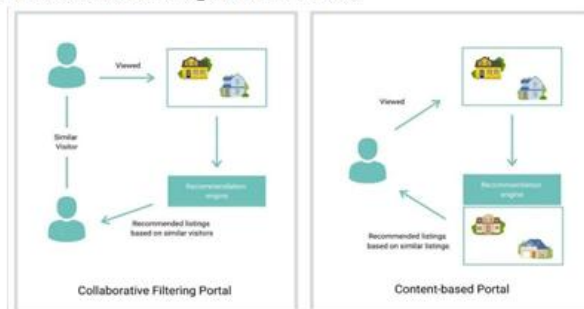 Viewed
Similar
Visitor
Recommendation
engine
Recommended listings
based on similar visitors
Collaborative Filtering Portal
Viewed
Recommendation
engine
Recommended listings
based on similar listings
Content-based Portal